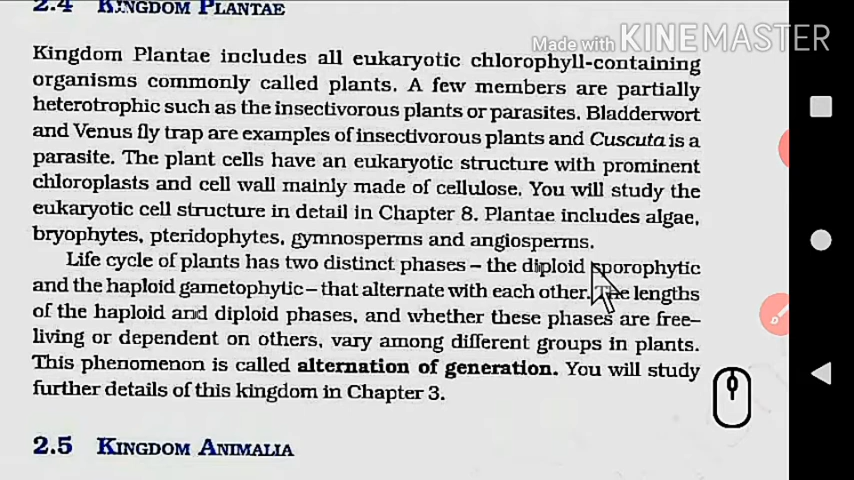 2.4 KINGDOM PLANTAE
Made with KINEMASTER
Kingdom Plantae includes all eukaryotic chlorophyll-containing
organisms commonly called plants. A few members are partially
heterotrophic such as the insectivorous plants or parasites. Bladderwort
and Venus fly trap are examples of insectivorous plants and Cuscuta is a
parasite. The plant cells have an eukaryotic structure with prominent
chloroplasts and cell wall mainly made of cellulose. You will study the
eukaryotic cell structure in detail in Chapter 8. Plantae includes algae,
bryophytes, pteridophytes, gymnosperms and angiosperms.
Life cycle of plants has two distinct phases – the diploid sporophytic
and the haploid gametophytic – that alternate with each other. The lengths
of the haploid and diploid phases, and whether these phases are free–
living or dependent on others, vary among different groups in plants.
This phenomenon is called alternation of generation. You will study
further details of this kingdom in Chapter 3.
2.5 KINGDOM ANIMALIA